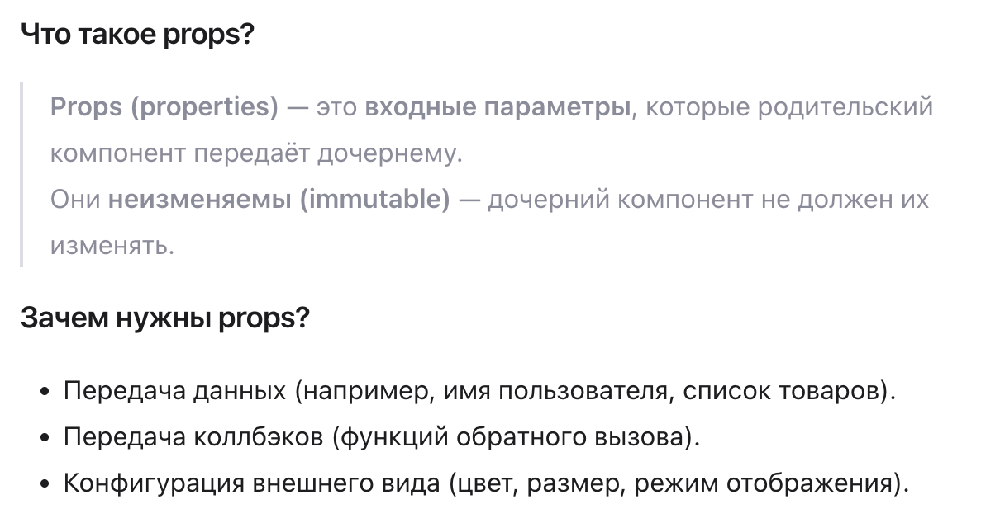 Что такое props?
Props (properties) — это входные параметры, которые родительский
компонент передаёт дочернему.
Они неизменяемы (immutable) — дочерний компонент не должен их
изменять.
Зачем нужны props?
• Передача данных (например, имя пользователя, список товаров).
• Передача коллбэков (функций обратного вызова).
• Конфигурация внешнего вида (цвет, размер, режим отображения).